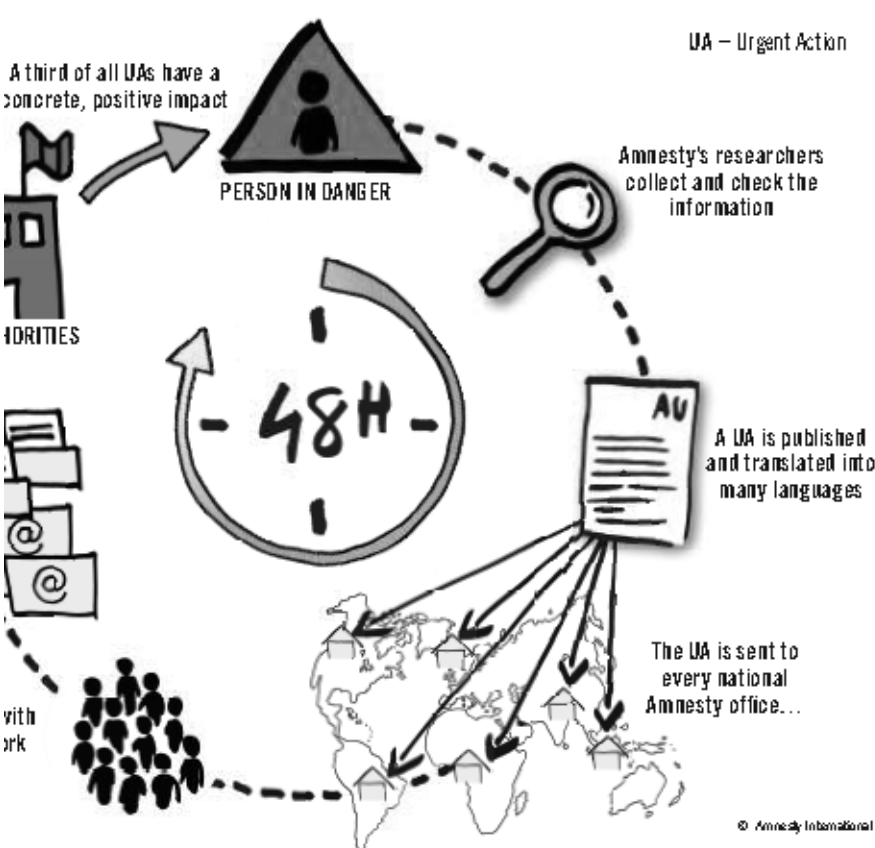 UA – Urgent Action
A third of all UAs have a
concrete, positive impact
PERSON IN DANGER
Amnesty's researchers
collect and check the
information
HORITIES
48H
AU
A UA is published
and translated into
many languages
@
@
The UA is sent to
every national
Amnesty office...
with
ork
© Amnesty International